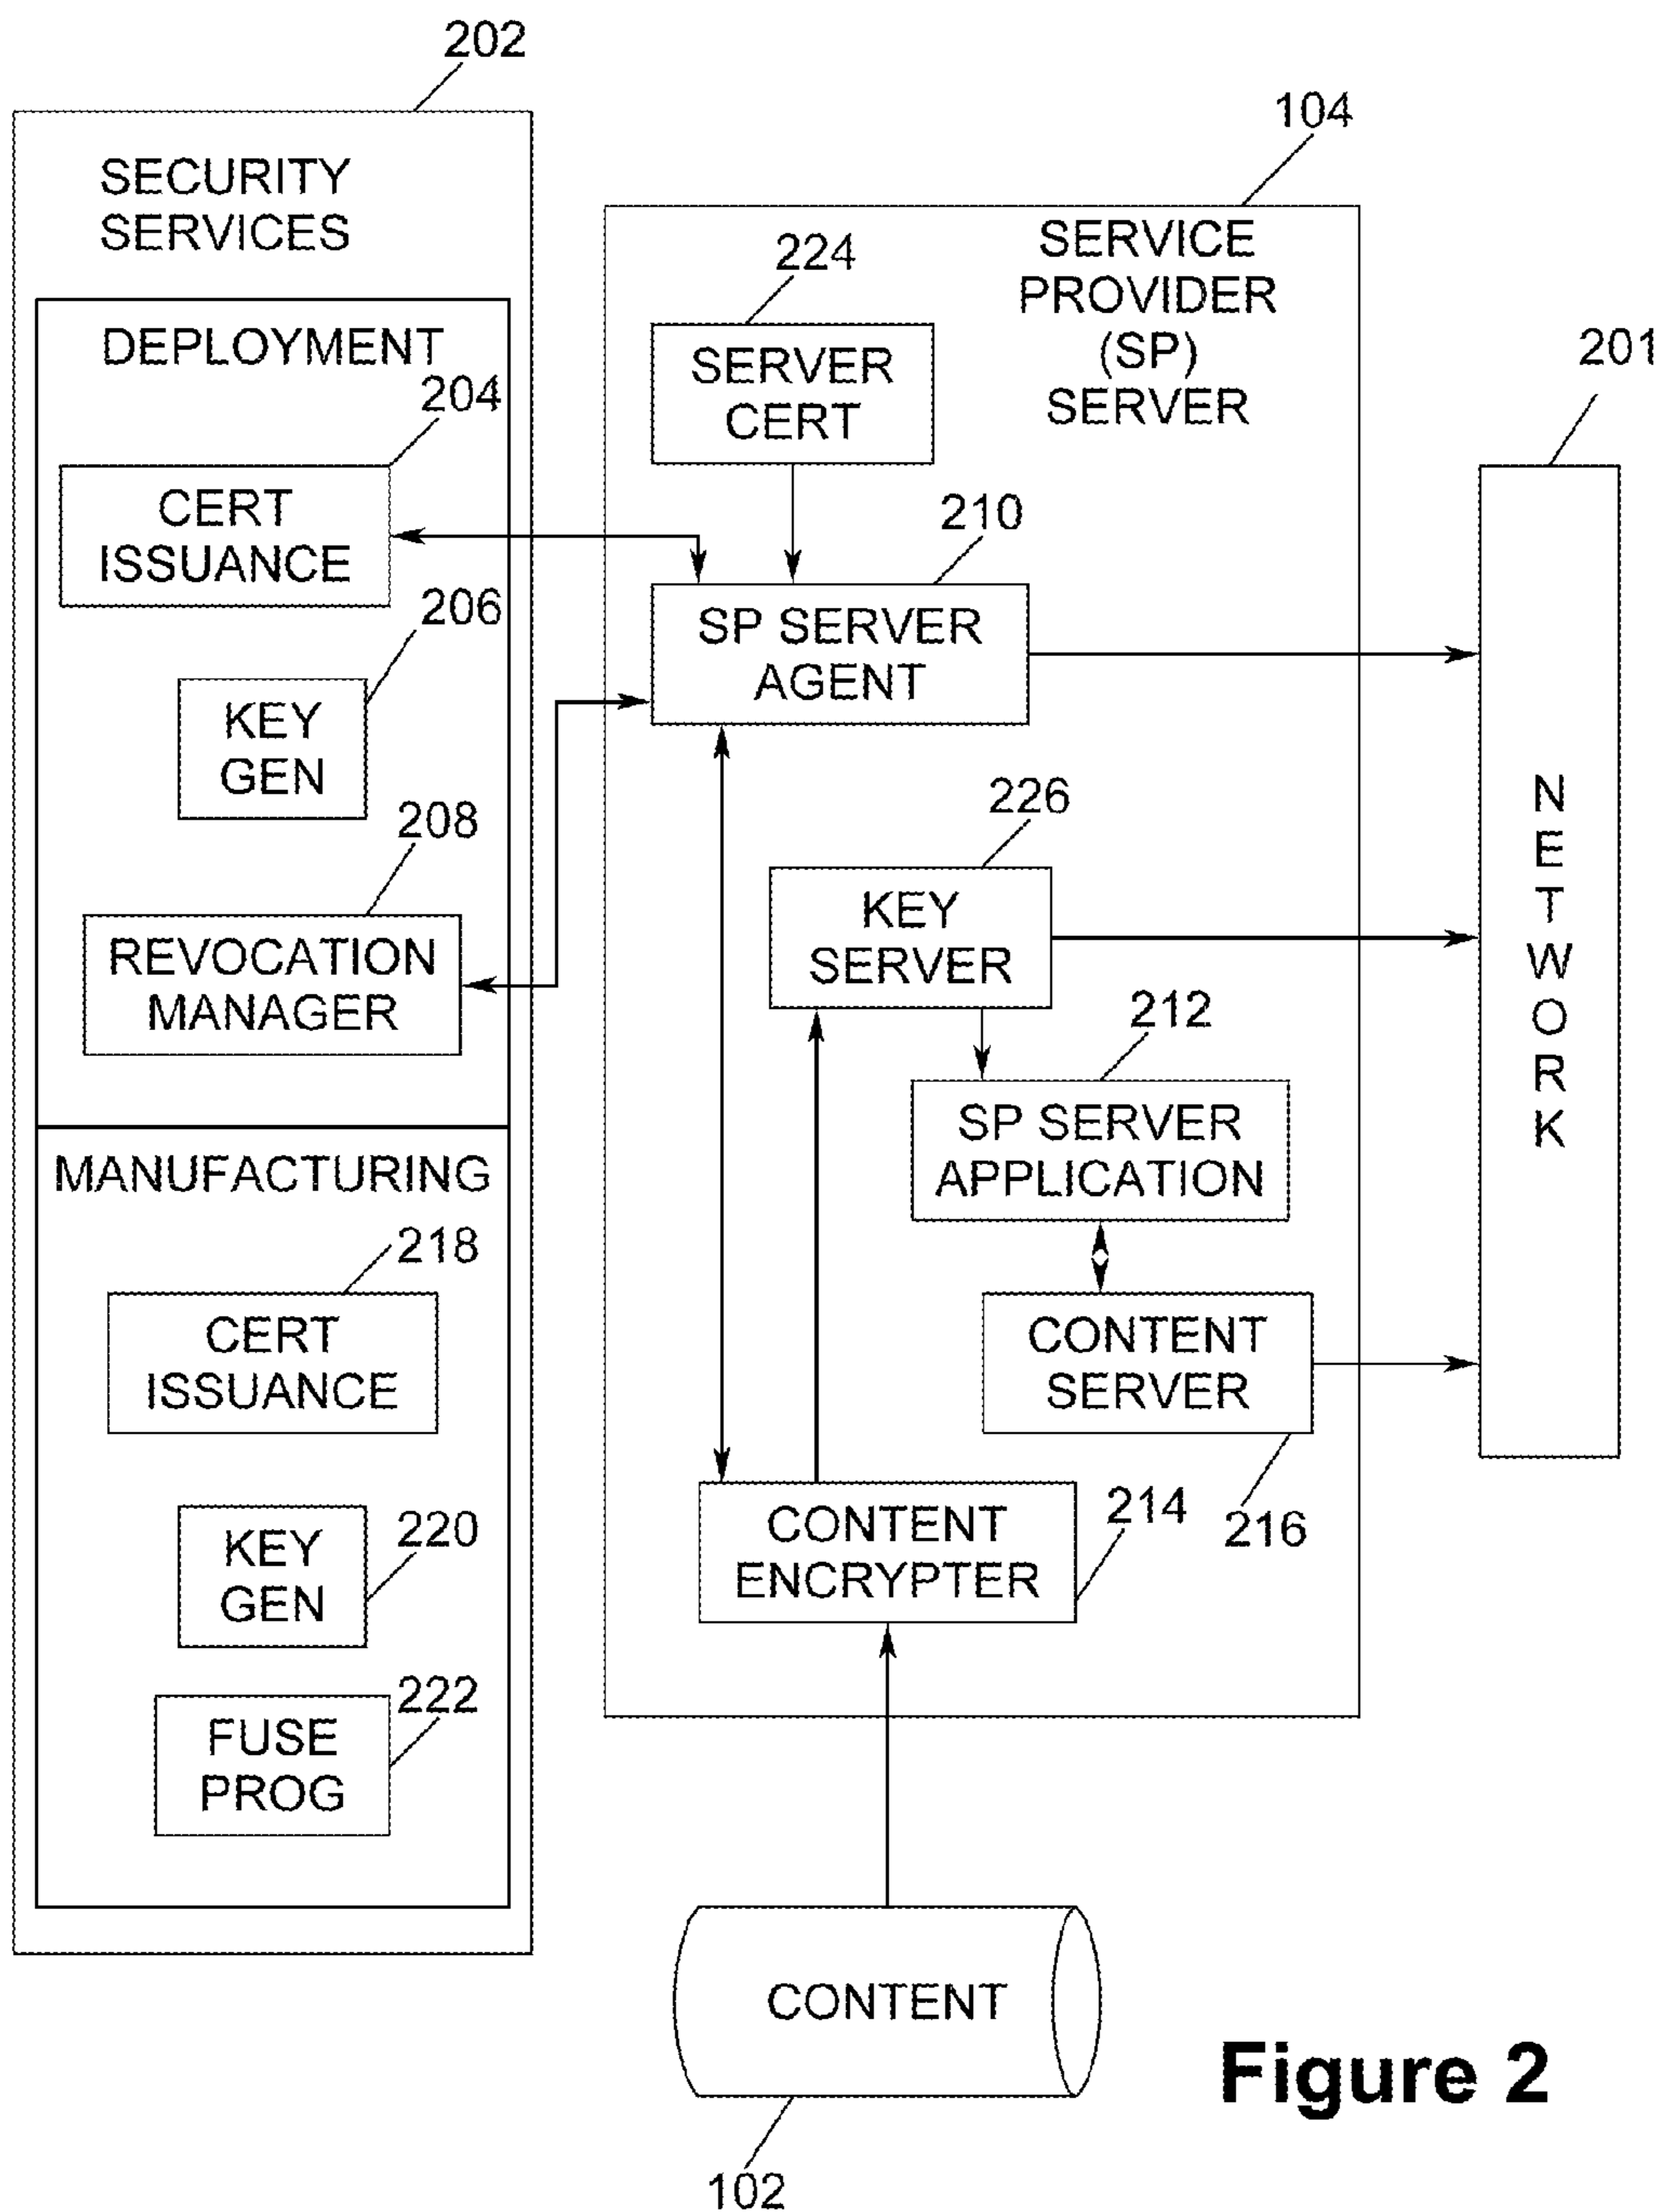 202
SECURITY
SERVICES
DEPLOYMENT
204
CERT
ISSUANCE
206
KEY
GEN
208
REVOCATION
MANAGER
MANUFACTURING
218
CERT
ISSUANCE
220
KEY
GEN
222
FUSE
PROG
104
SERVICE
PROVIDER
(SP)
SERVER
224
SERVER
CERT
210
SP SERVER
AGENT
226
KEY
SERVER
212
SP SERVER
APPLICATION
CONTENT
SERVER
216
CONTENT
ENCRYPTER
214
201
NETWORK
CONTENT
102
Figure 2